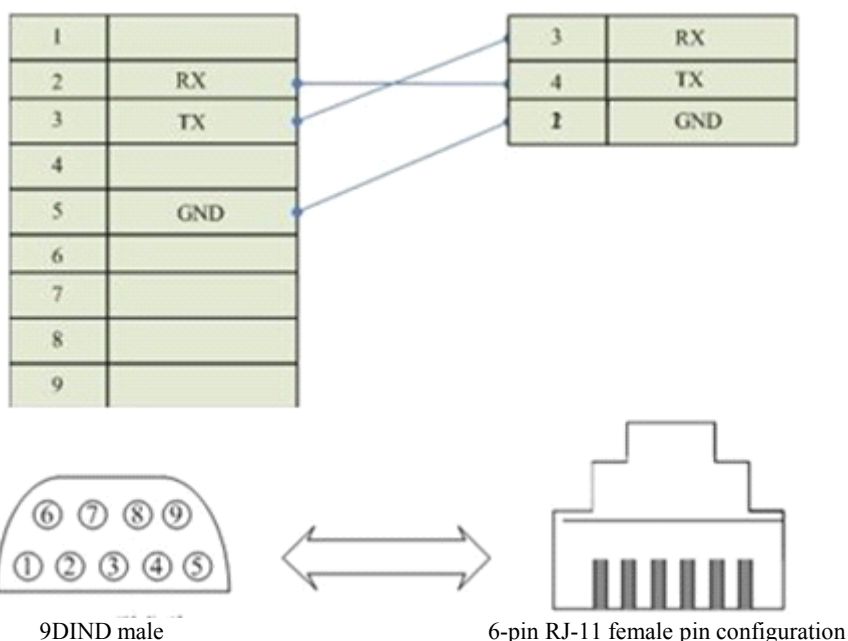 1
2 RX
3 TX
4
5 GND
6
7
8
9
3 RX
4 TX
GND
⑥ ⑦ ⑧ ⑨
① ② ③ ④ ⑤
9DIND male
6-pin RJ-11 female pin configuration